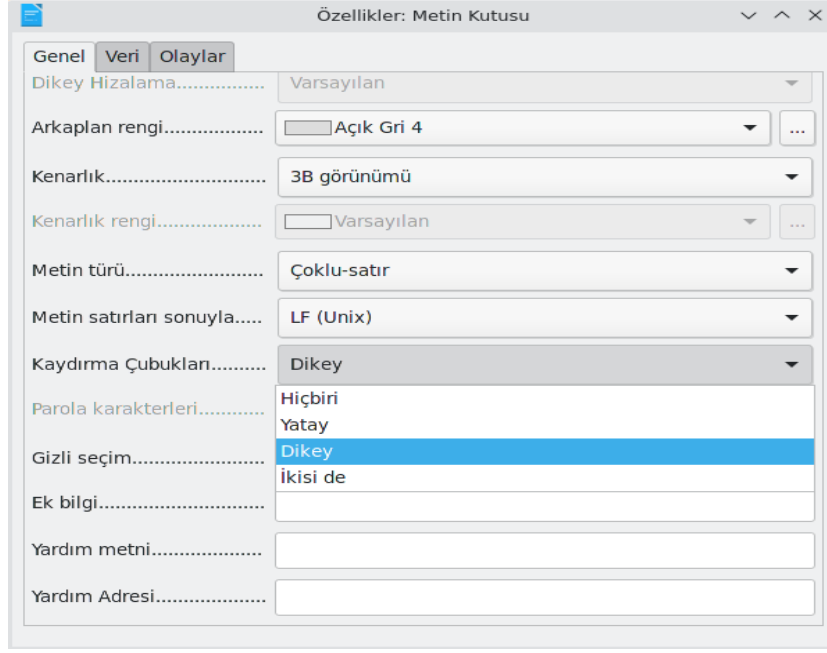 Özellikler: Metin Kutusu
Genel Veri Olaylar
Dikey Hizalama................ Varsayılan
Arkaplan rengi.................. Açık Gri 4 ...
Kenarlık............................. 3B görünümü
Kenarlık rengi................... Varsayılan ...
Metin türü......................... Çoklu-satır
Metin satırları sonuyla..... LF (Unix)
Kaydırma Çubukları.......... Dikey
Hiçbiri
Parola karakterleri............ Yatay
Dikey
Gizli seçim........................ İkisi de
Ek bilgi..............................
Yardım metni....................
Yardım Adresi....................